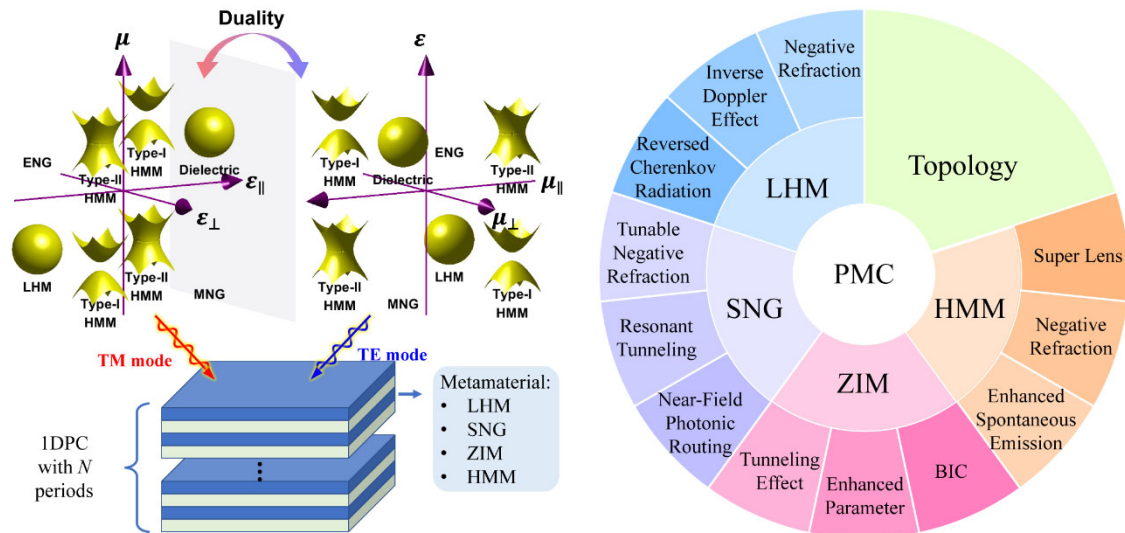 Duality
μ
ENG
Type-II
HMM
Type-I
HMM
Dielectric
ε∥
ε⊥
LHM
Type-I
HMM
Type-II
HMM
MNG
ε
Type-I
HMM
ENG
Dielectric
Type-II
HMM
μ∥
μ⊥
Type-II
HMM
MNG
LHM
Type-I
HMM
TM mode
TE mode
1DPC
with N
periods
Metamaterial:
• LHM
• SNG
• ZIM
• HMM
PMC
Topology
LHM
Negative
Refraction
Inverse
Doppler
Effect
Reversed
Cherenkov
Radiation
SNG
Tunable
Negative
Refraction
Resonant
Tunneling
Near-Field
Photonic
Routing
ZIM
Tunneling
Effect
Enhanced
Parameter
BIC
HMM
Super Lens
Negative
Refraction
Enhanced
Spontaneous
Emission